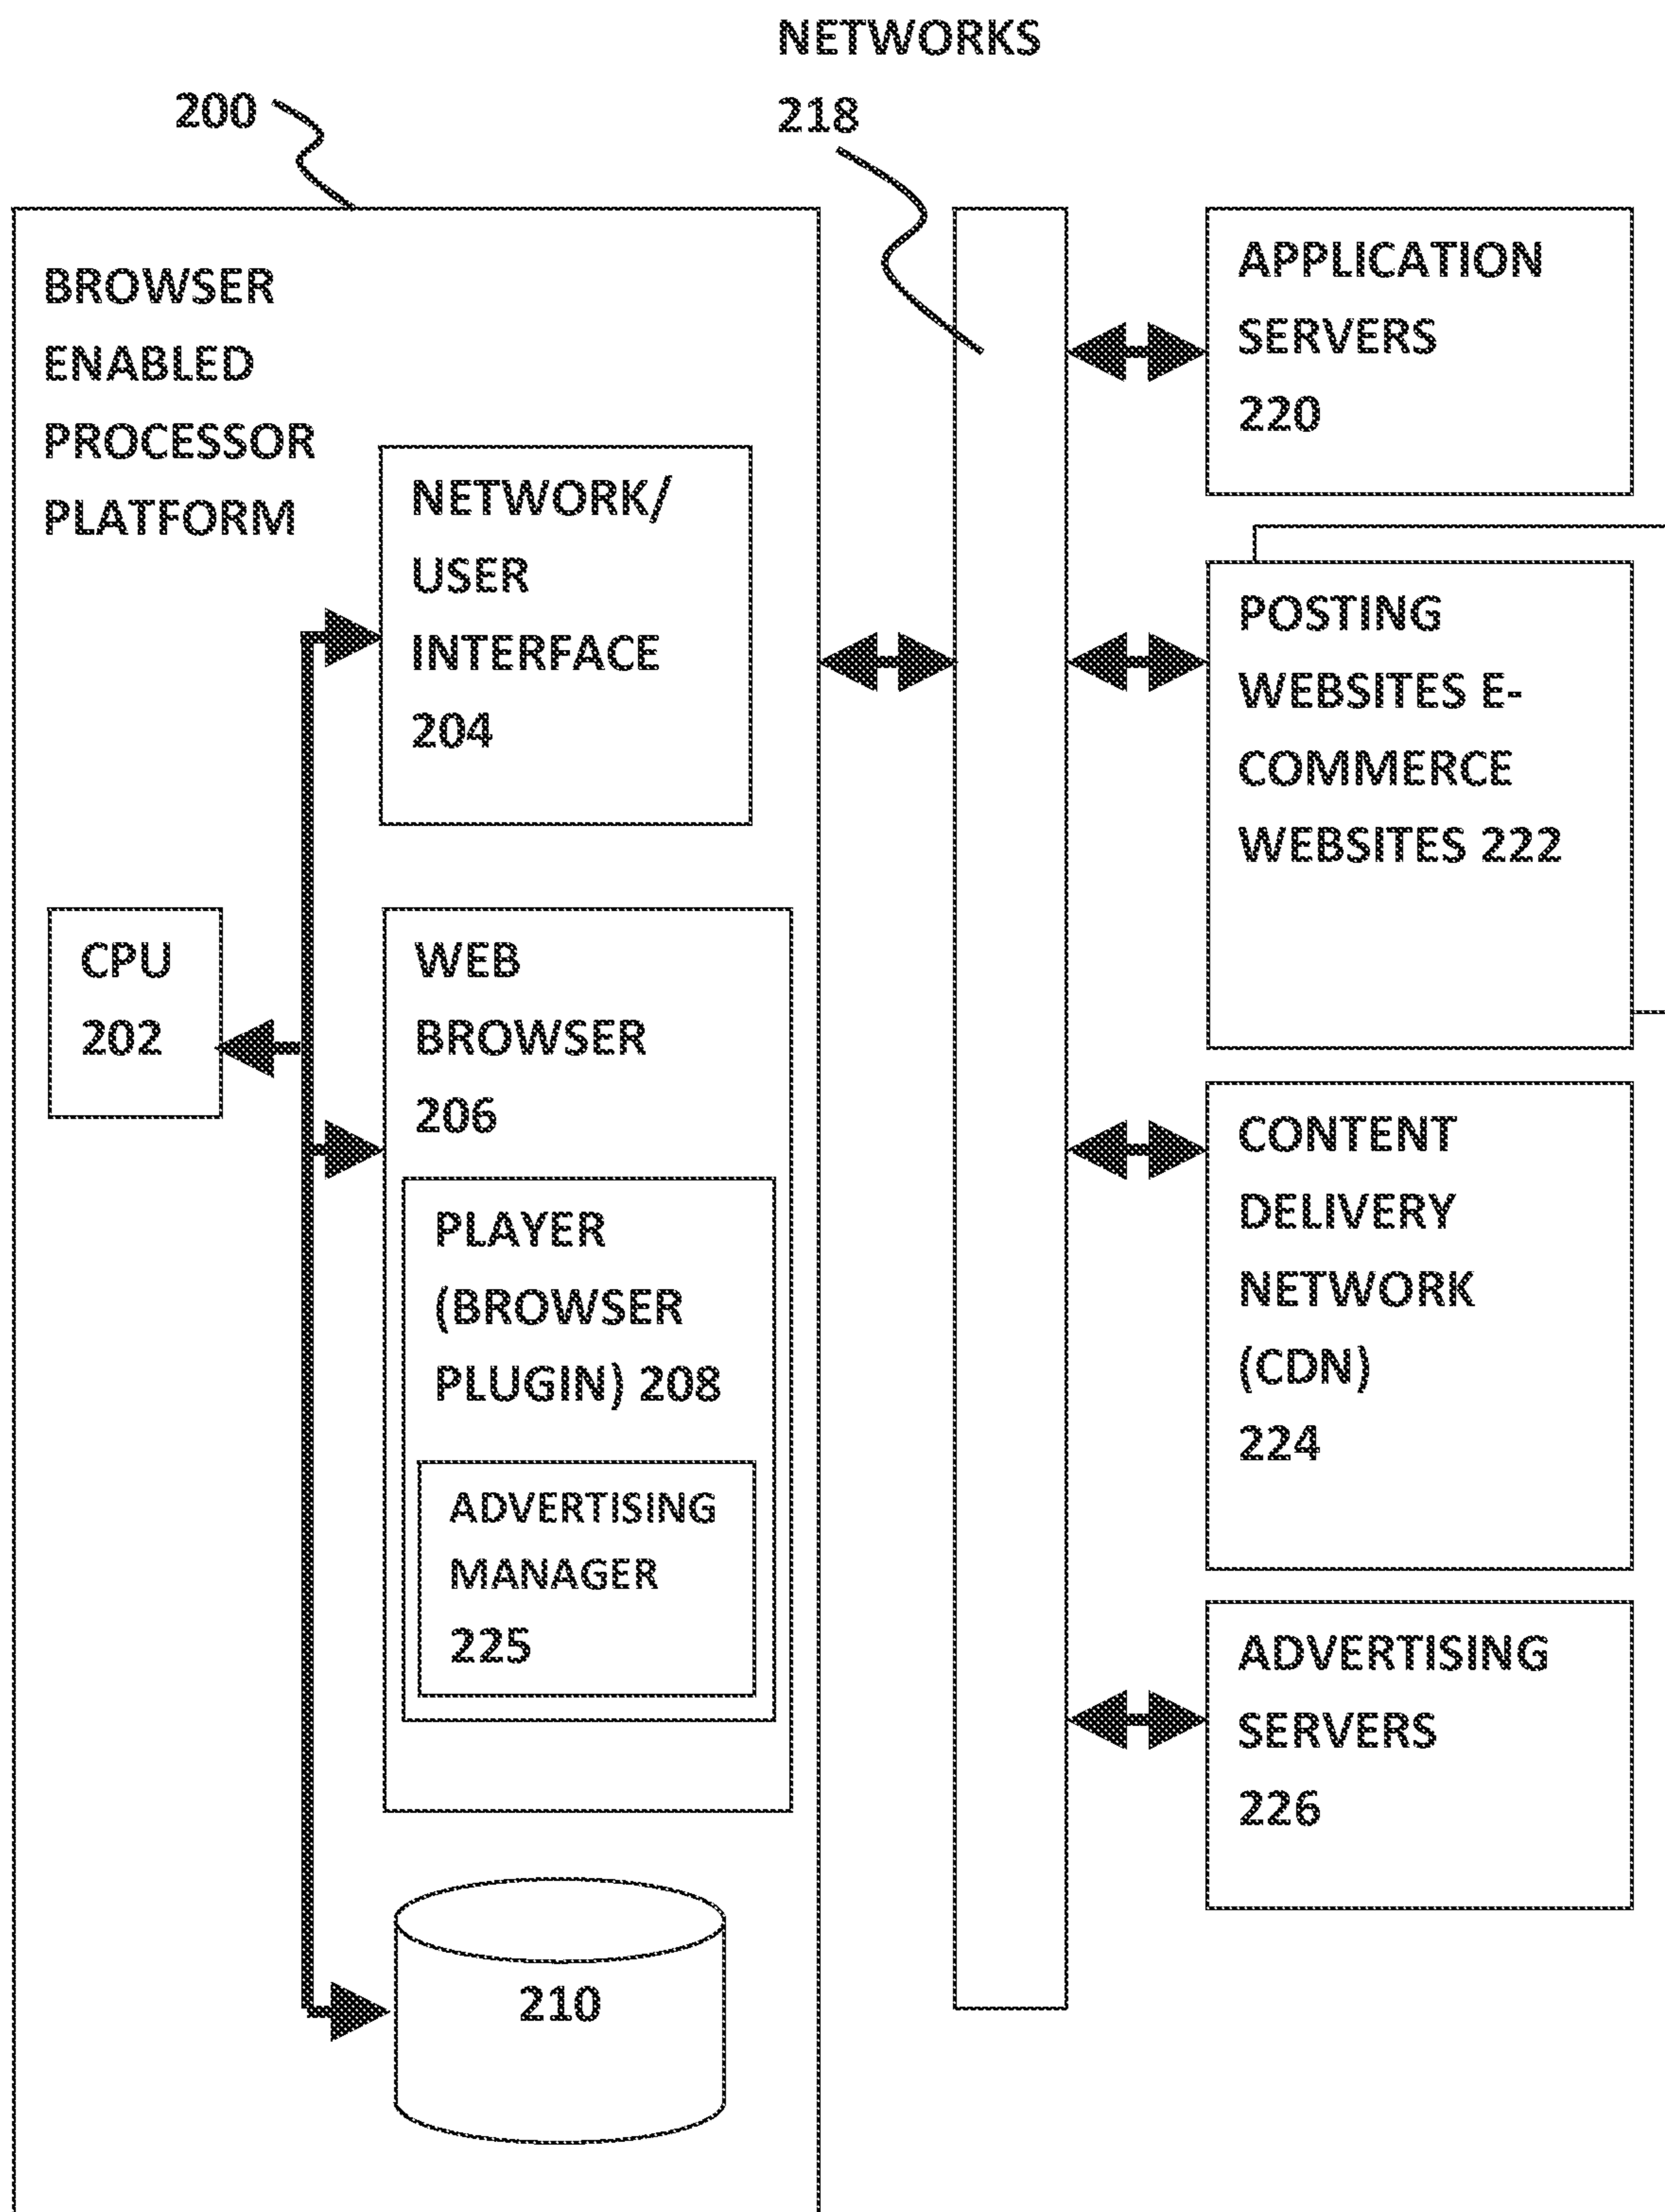 NETWORKS
218
200
BROWSER
ENABLED
PROCESSOR
PLATFORM
NETWORK/
USER
INTERFACE
204
CPU
202
WEB
BROWSER
206
PLAYER
(BROWSER
PLUGIN) 208
ADVERTISING
MANAGER
225
210
APPLICATION
SERVERS
220
POSTING
WEBSITES E-
COMMERCE
WEBSITES 222
CONTENT
DELIVERY
NETWORK
(CDN)
224
ADVERTISING
SERVERS
226